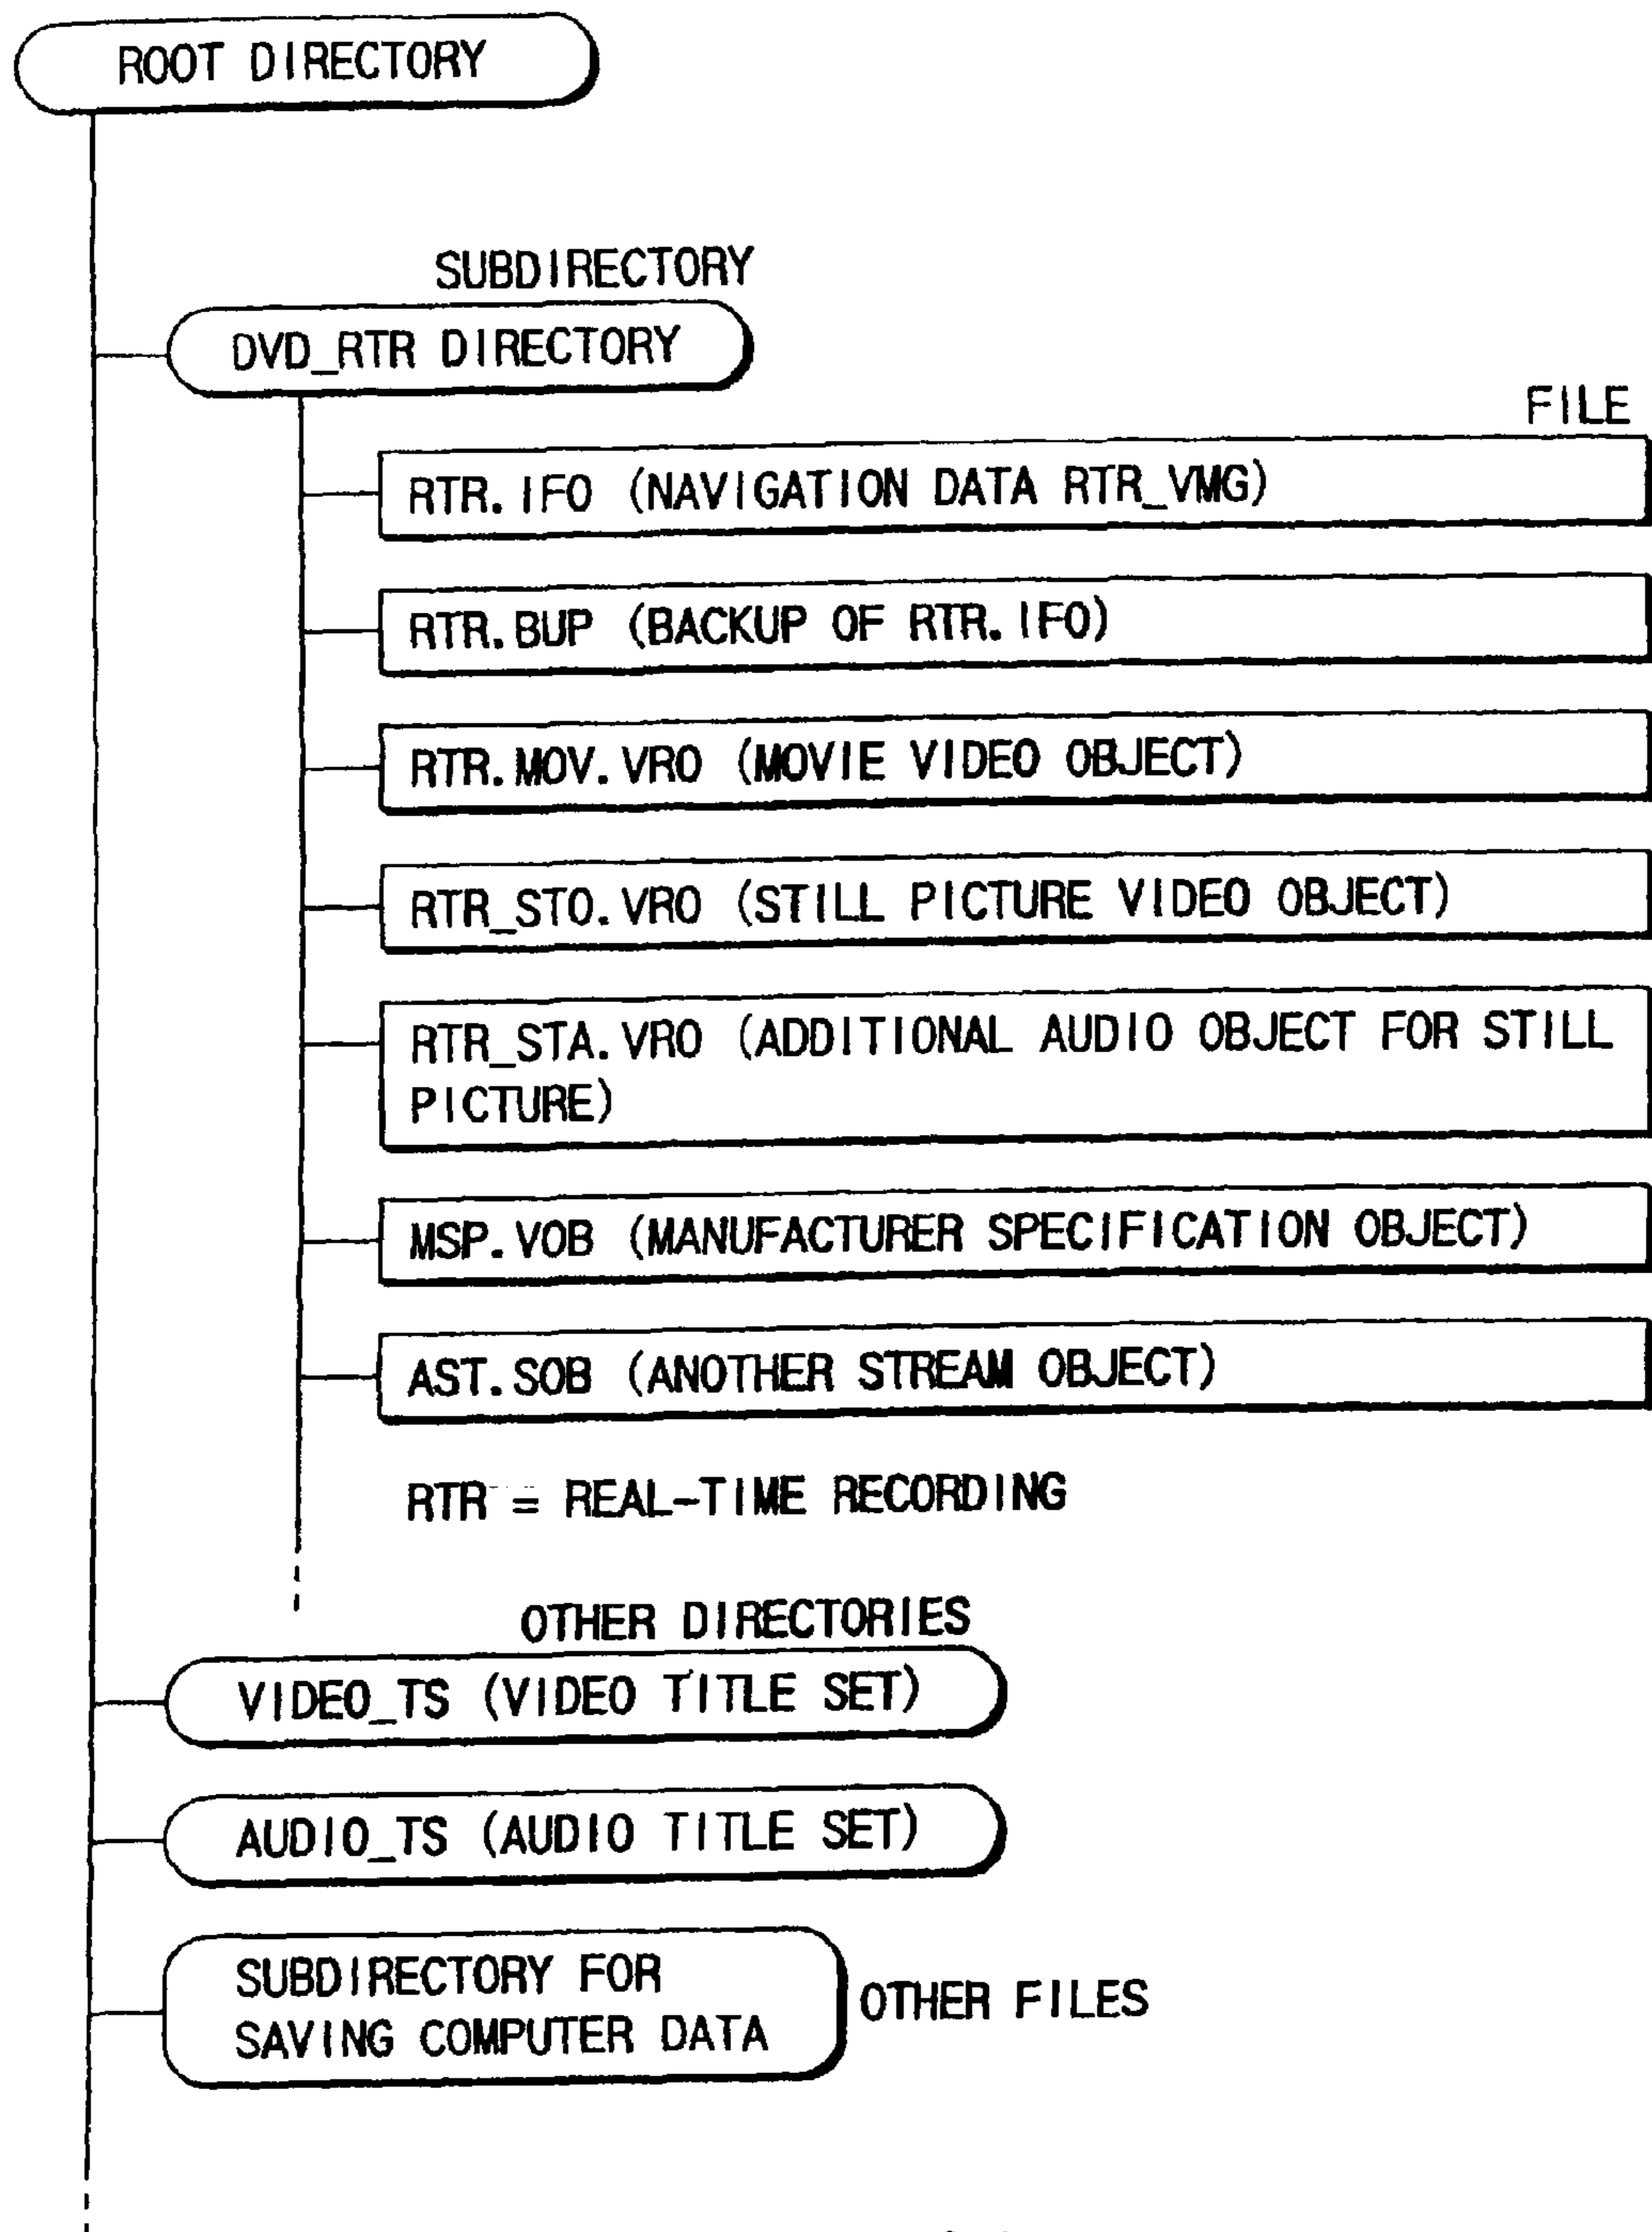 ROOT DIRECTORY
SUBDIRECTORY
DVD_RTR DIRECTORY
FILE
RTR.IFO (NAVIGATION DATA RTR_VMG)
RTR.BUP (BACKUP OF RTR.IFO)
RTR.MOV.VRO (MOVIE VIDEO OBJECT)
RTR_STO.VRO (STILL PICTURE VIDEO OBJECT)
RTR_STA.VRO (ADDITIONAL AUDIO OBJECT FOR STILL
PICTURE)
MSP.VOB (MANUFACTURER SPECIFICATION OBJECT)
AST.SOB (ANOTHER STREAM OBJECT)
RTR = REAL-TIME RECORDING
OTHER DIRECTORIES
VIDEO_TS (VIDEO TITLE SET)
AUDIO_TS (AUDIO TITLE SET)
SUBDIRECTORY FOR
SAVING COMPUTER DATA
OTHER FILES